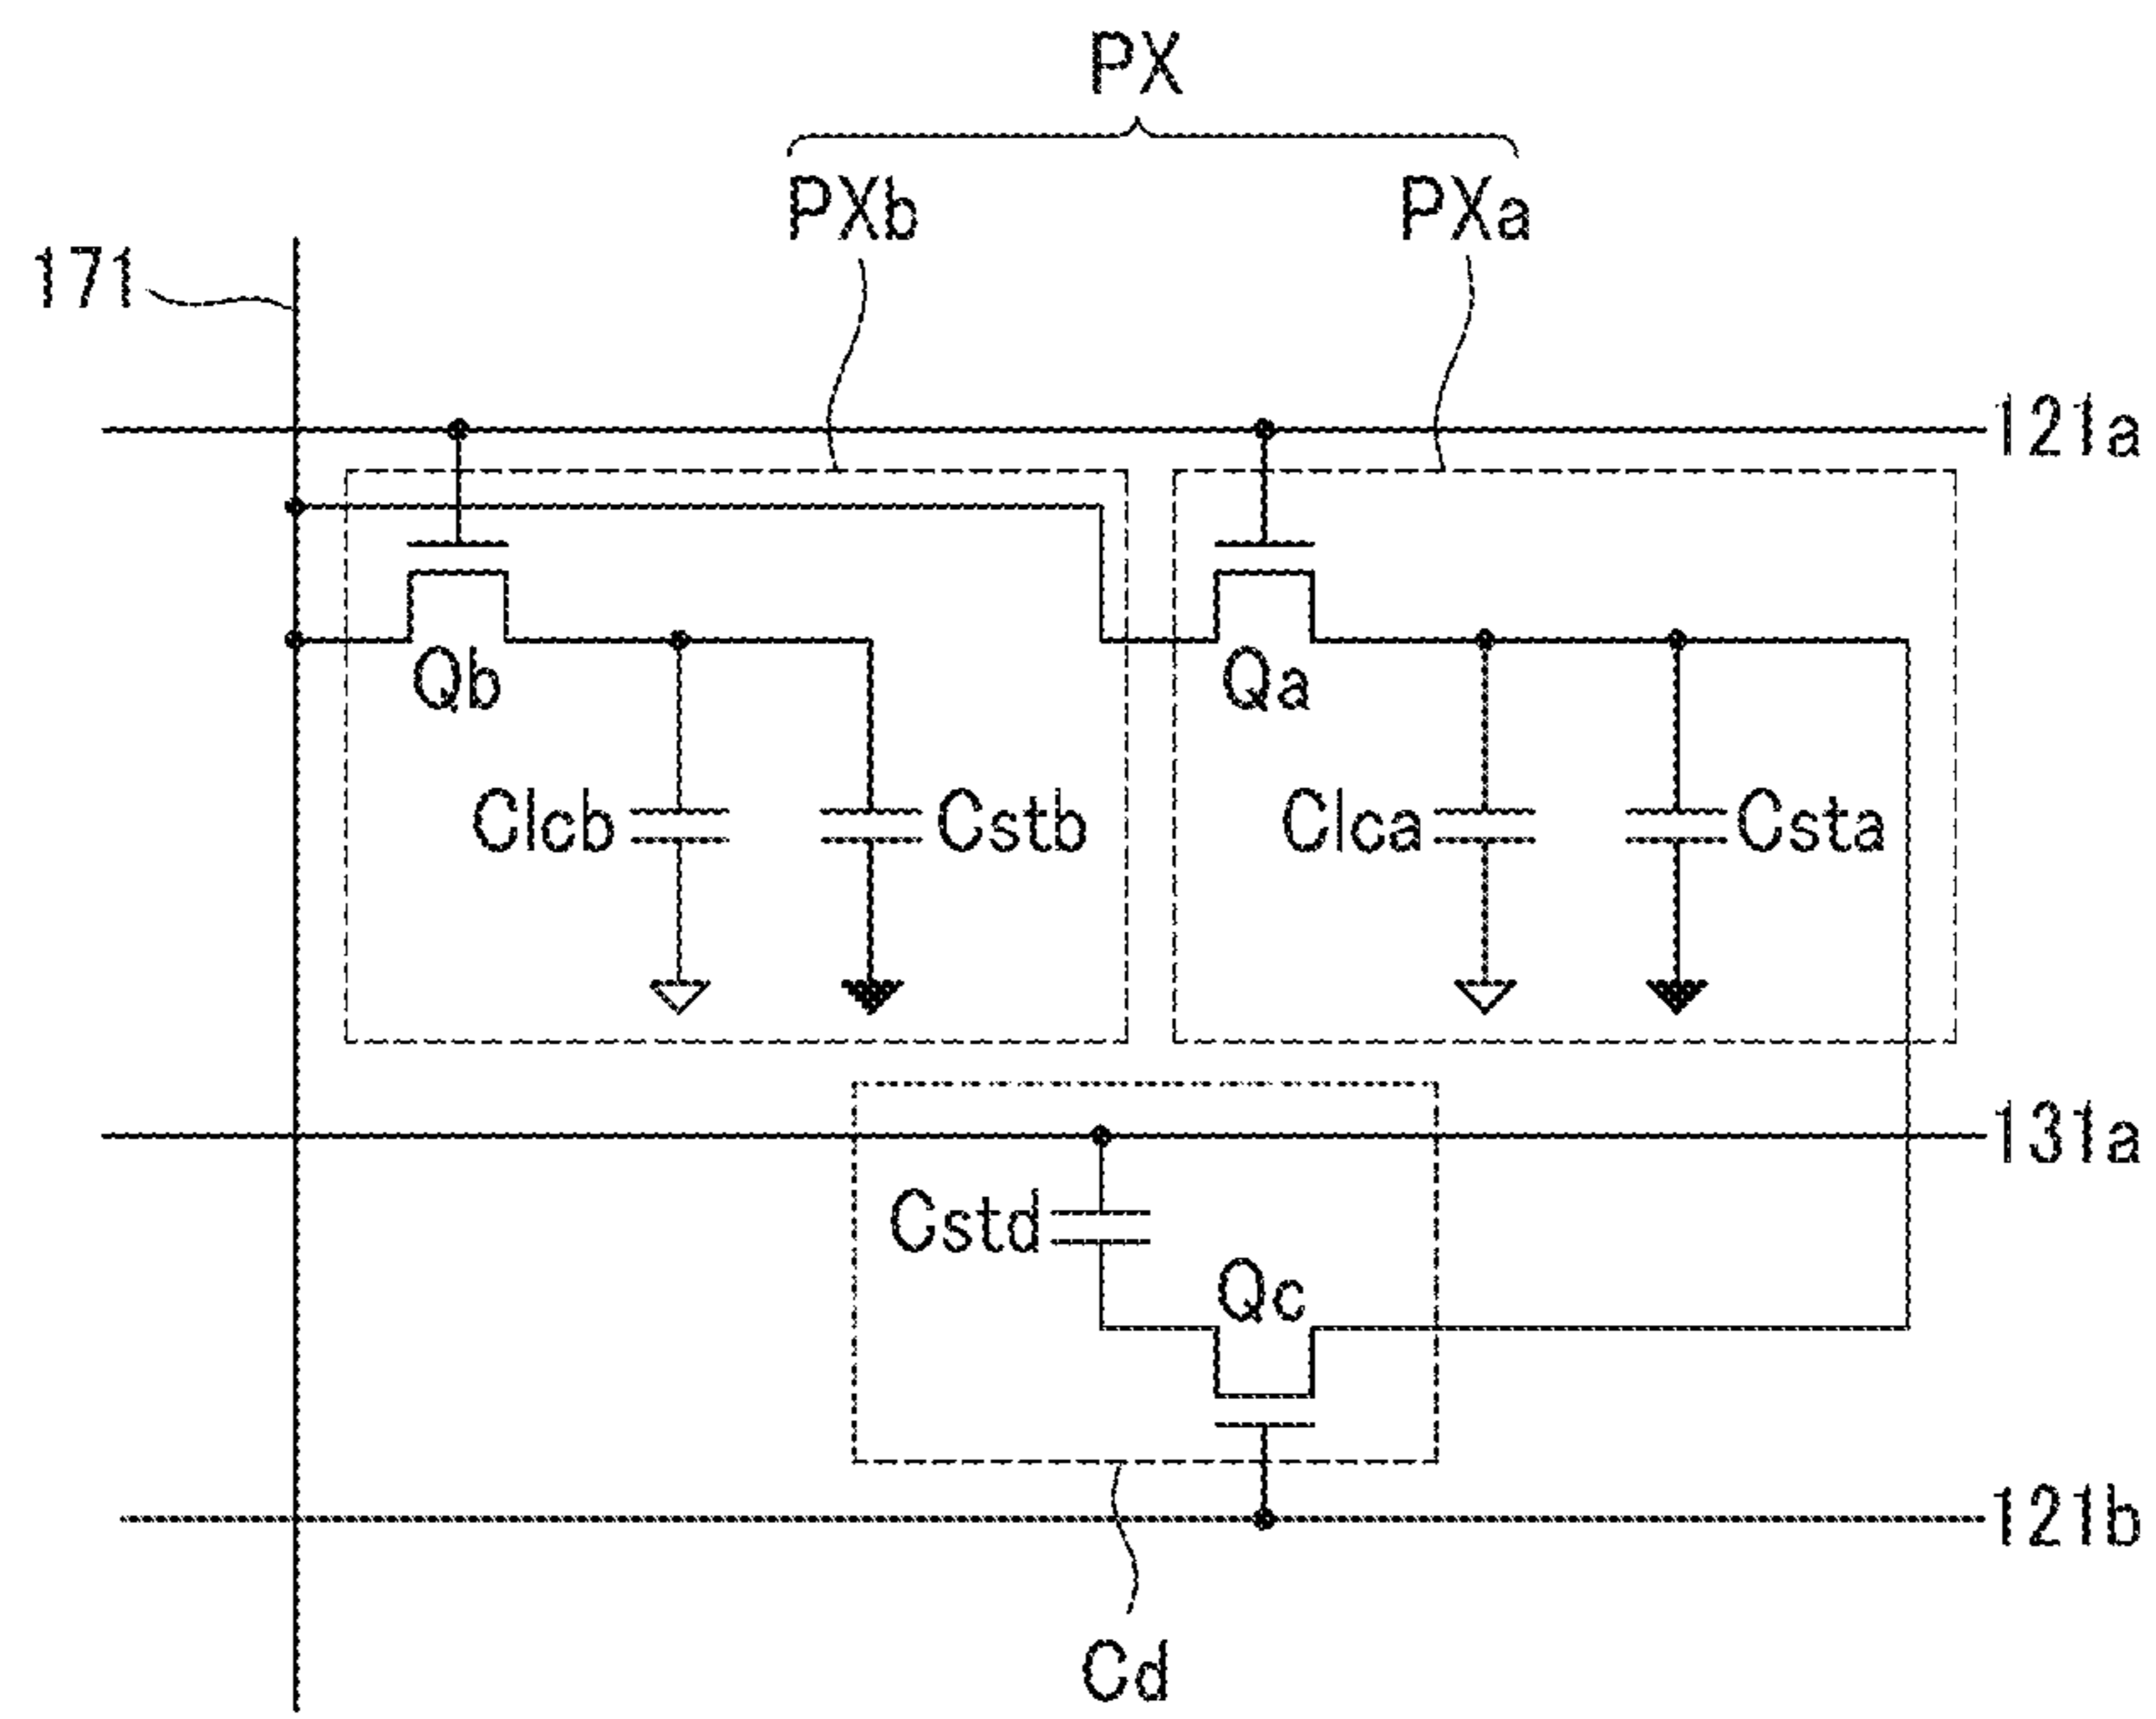 PX
PXb PXa
171
121a
Qb Qa
Clcb Cstb Clca Csta
131a
Cstd
Qc
121b
Cd